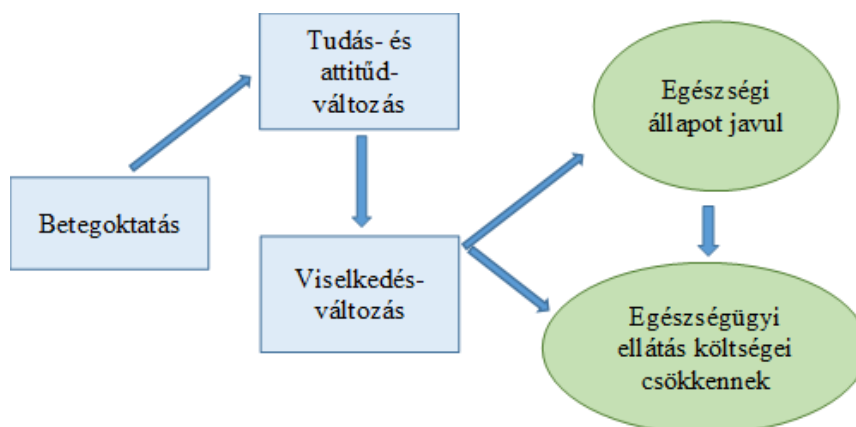 Betegoktatás
Tudás- és
attitűd-
változás
Viselkedés-
változás
Egészségi
állapot javul
Egészségügyi
ellátás költségei
csökkennek